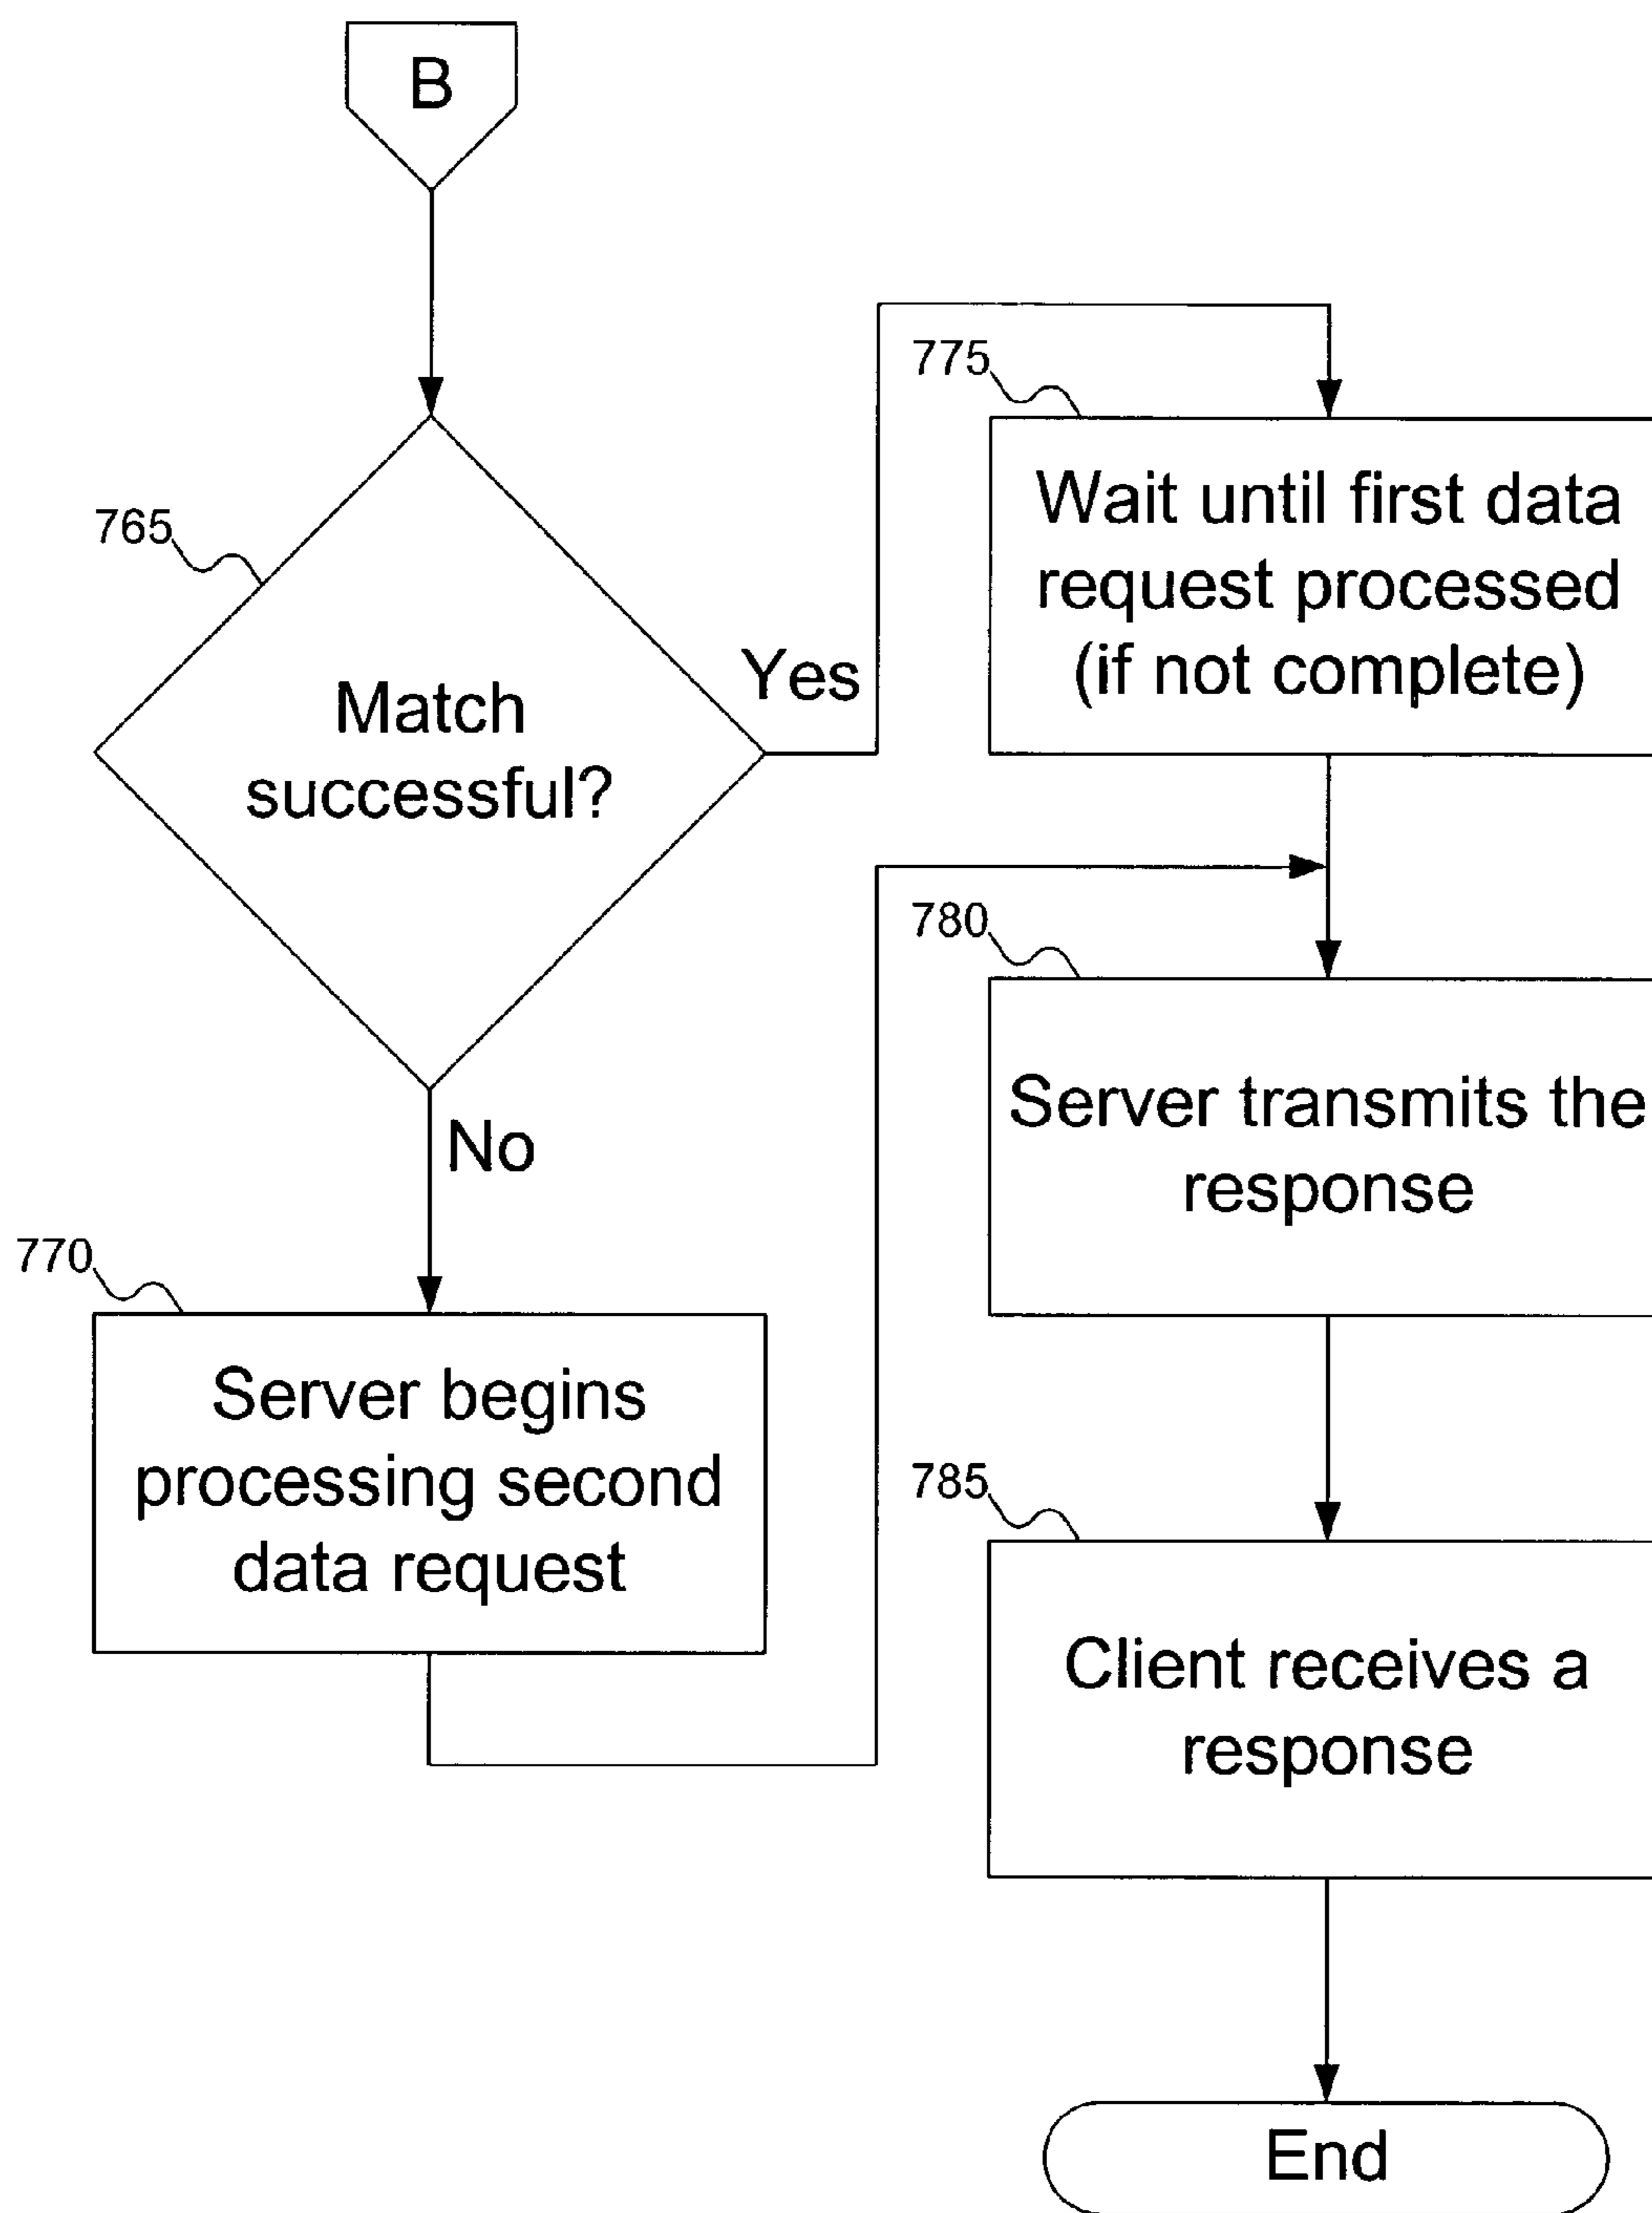 B
765
Match
successful?
Yes
No
770
Server begins
processing second
data request
775
Wait until first data
request processed
(if not complete)
780
Server transmits the
response
785
Client receives a
response
End